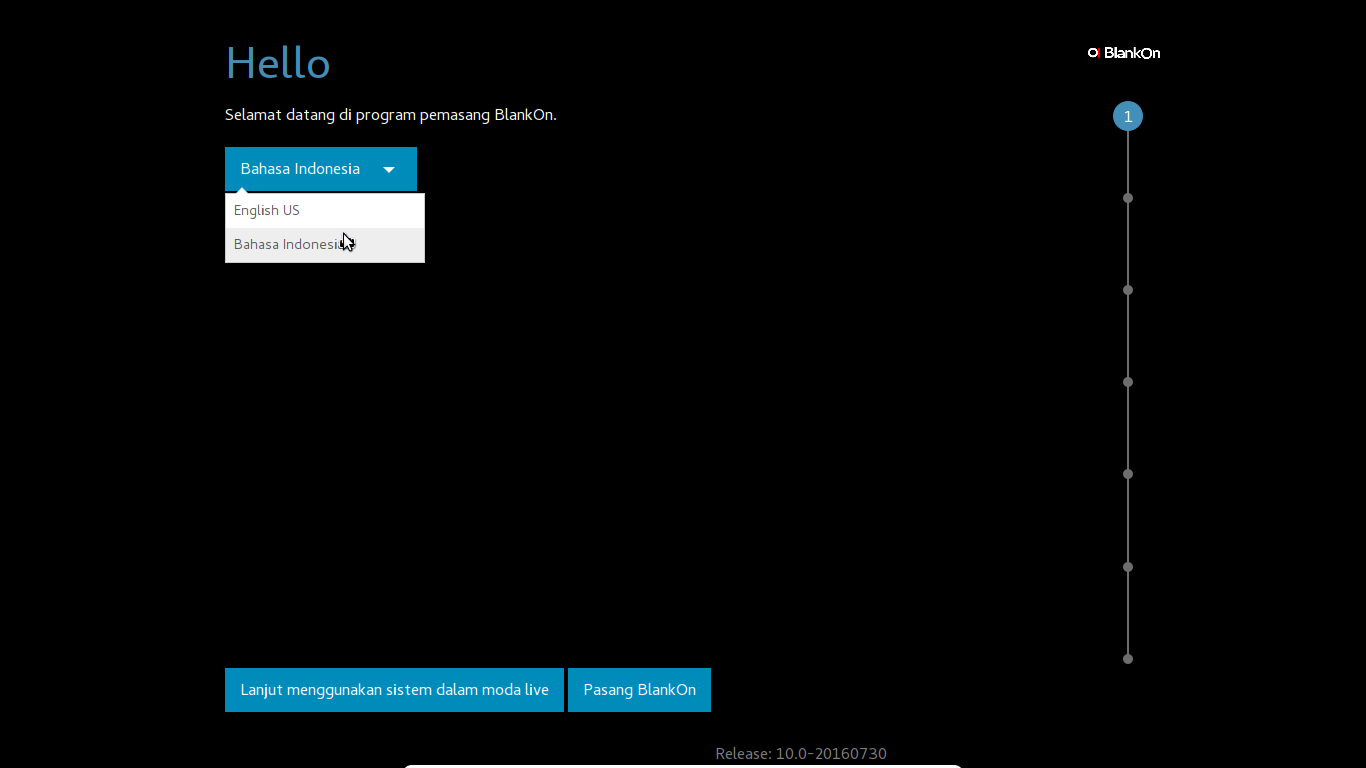 Hello
BlankOn
Selamat datang di program pemasang BlankOn.
1
Bahasa Indonesia
English US
Bahasa Indonesia
Lanjut menggunakan sistem dalam moda live
Pasang BlankOn
Release: 10.0-20160730